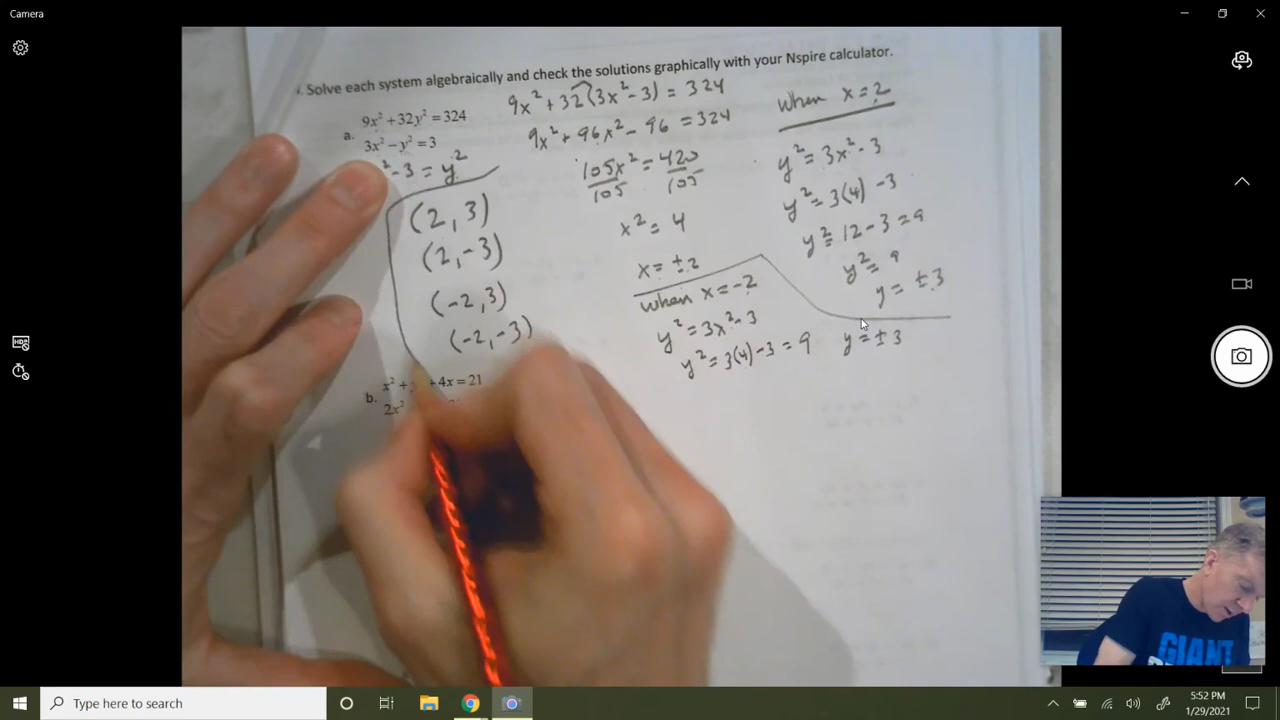 Camera
Solve each system algebraically and check the solutions graphically with your Nspire calculator.
a.
9x² + 32y² = 324
3x² − y² = 3
² - 3 = y²
(2, 3)
(2, -3)
(-2, 3)
(-2, -3)
9x² + 32(3x² - 3) = 324
9x² + 96x² - 96 = 324
105x² = 420
105 105
x² = 4
x = ±2
when x = -2
y² = 3x² - 3
y² = 3(4) - 3 = 9
y = ±3
when x = 2
y² = 3x² - 3
y² = 3(4) - 3
y² = 12 - 3 = 9
y² = 9
y = ±3
b.
x² + + 4x = 21
2x²
GIANT
Type here to search
5:52 PM
1/29/2021